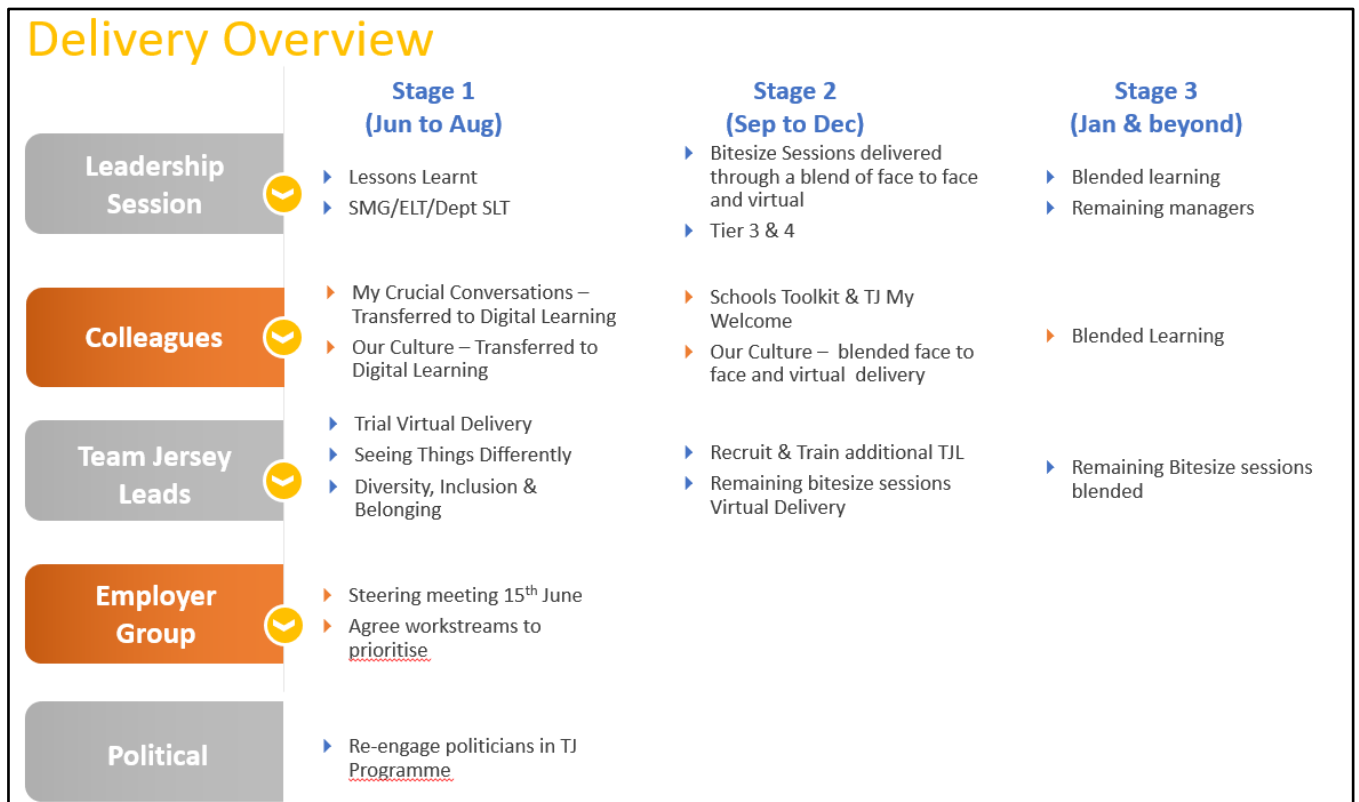 Delivery Overview
Stage 1
(Jun to Aug)
Stage 2
(Sep to Dec)
Stage 3
(Jan & beyond)
Leadership
Session
Lessons Learnt
SMG/ELT/Dept SLT
Bitesize Sessions delivered
through a blend of face to face
and virtual
Tier 3 & 4
Blended learning
Remaining managers
Colleagues
My Crucial Conversations –
Transferred to Digital Learning
Our Culture – Transferred to
Digital Learning
Schools Toolkit & TJ My
Welcome
Our Culture – blended face to
face and virtual delivery
Blended Learning
Team Jersey
Leads
Trial Virtual Delivery
Seeing Things Differently
Diversity, Inclusion &
Belonging
Recruit & Train additional TJL
Remaining bitesize sessions
Virtual Delivery
Remaining Bitesize sessions
blended
Employer
Group
Steering meeting 15th June
Agree workstreams to
prioritise
Political
Re-engage politicians in TJ
Programme